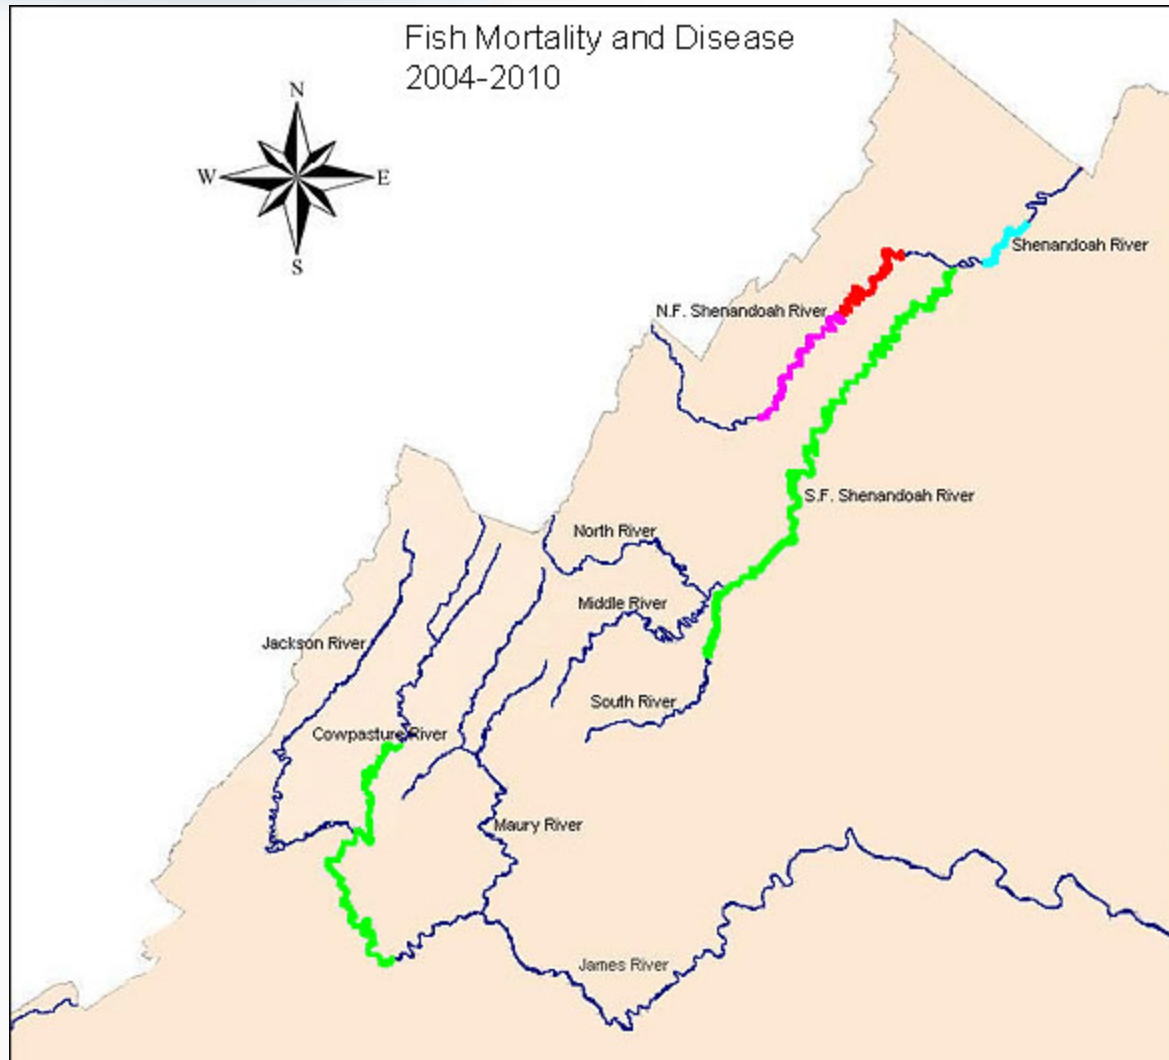 Fish Mortality and Disease
2004-2010
N
W
E
S
Shenandoah River
N.F. Shenandoah River
S.F. Shenandoah River
North River
Middle River
Jackson River
South River
Cowpasture River
Maury River
James River